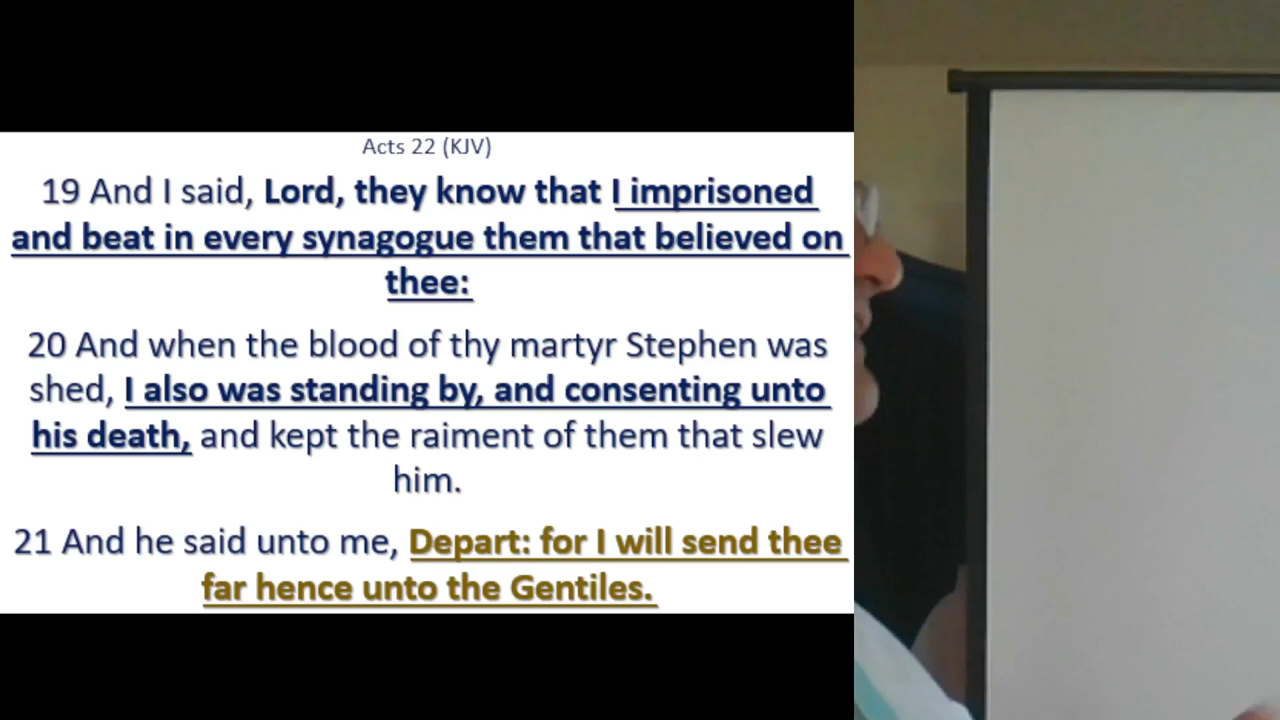 Acts 22 (KJV)
19 And I said, Lord, they know that I imprisoned
and beat in every synagogue them that believed on
thee:
20 And when the blood of thy martyr Stephen was
shed, I also was standing by, and consenting unto
his death, and kept the raiment of them that slew
him.
21 And he said unto me, Depart: for I will send thee
far hence unto the Gentiles.